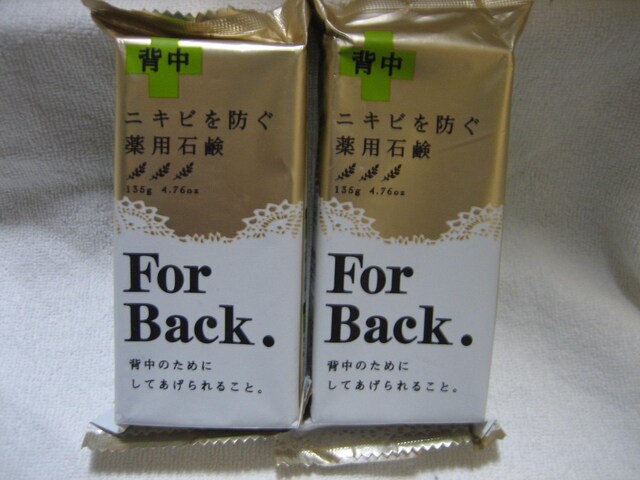 背中
ニキビを防ぐ
薬用石鹸
135g 4.76oz
For
Back.
背中のために
してあげられること。
背中
ニキビを防ぐ
薬用石鹸
135g 4.76oz
For
Back.
背中のために
してあげられること。